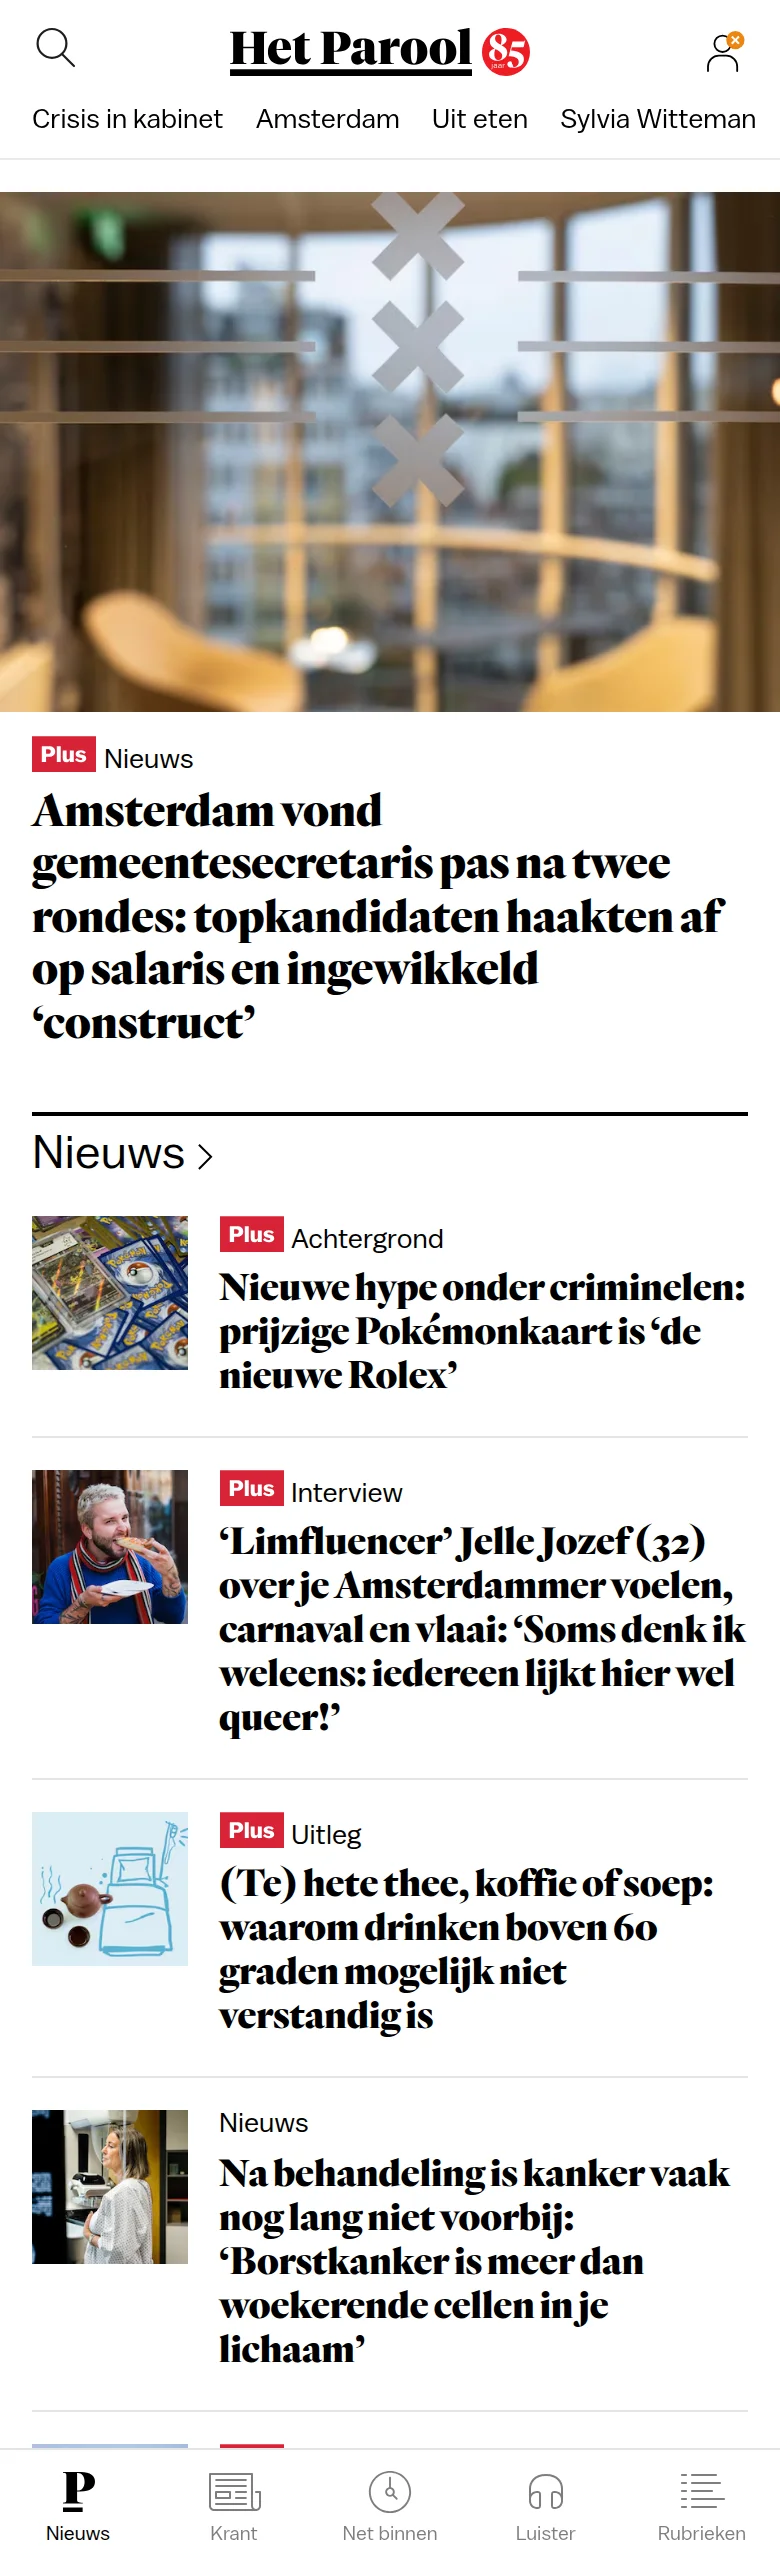 Het Parool 85 jaar
Crisis in kabinet Amsterdam Uit eten Sylvia Witteman
Plus Nieuws
Amsterdam vond
gemeentesecretaris pas na twee
rondes: topkandidaten haakten af
op salaris en ingewikkeld
‘construct’
Nieuws
Plus Achtergrond
Nieuwe hype onder criminelen:
prijzige Pokémonkaart is ‘de
nieuwe Rolex’
Plus Interview
‘Limfluencer’ Jelle Jozef (32)
over je Amsterdammer voelen,
carnaval en vlaai: ‘Soms denk ik
weleens: iedereen lijkt hier wel
queer!’
Plus Uitleg
(Te) hete thee, koffie of soep:
waarom drinken boven 60
graden mogelijk niet
verstandig is
Nieuws
Na behandeling is kanker vaak
nog lang niet voorbij:
‘Borstkanker is meer dan
woekerende cellen in je
lichaam’
P
Nieuws Krant Net binnen Luister Rubrieken